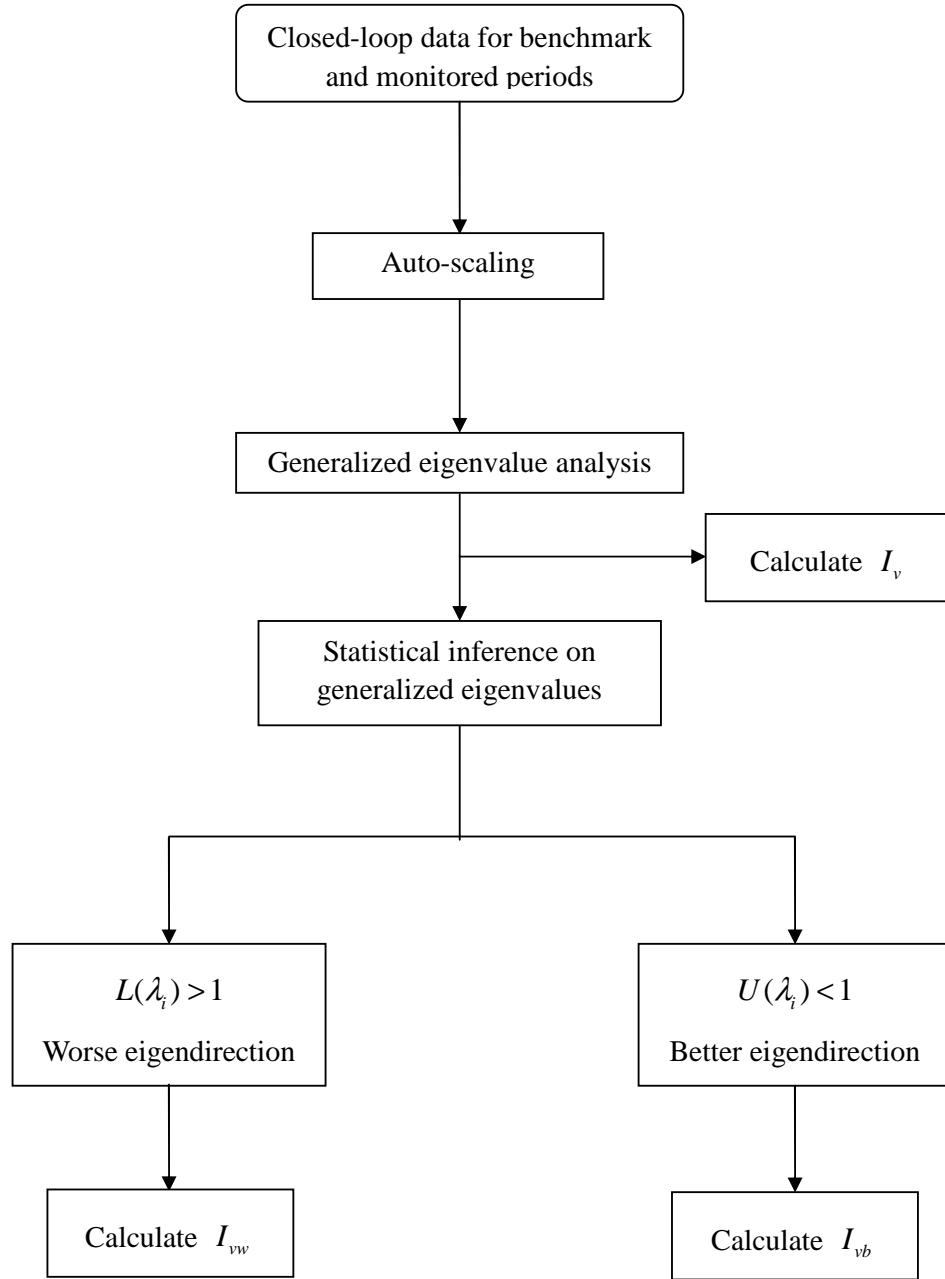 Closed-loop data for benchmark
and monitored periods
Auto-scaling
Generalized eigenvalue analysis
Calculate I_v
Statistical inference on
generalized eigenvalues
L(λ_i) > 1
Worse eigendirection
U(λ_i) < 1
Better eigendirection
Calculate I_vw
Calculate I_vb